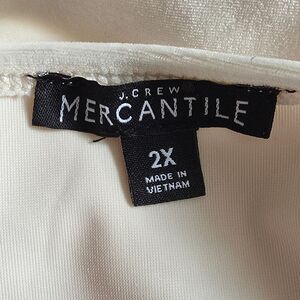 J.CREW
MERCANTILE
2X
MADE IN
VIETNAM